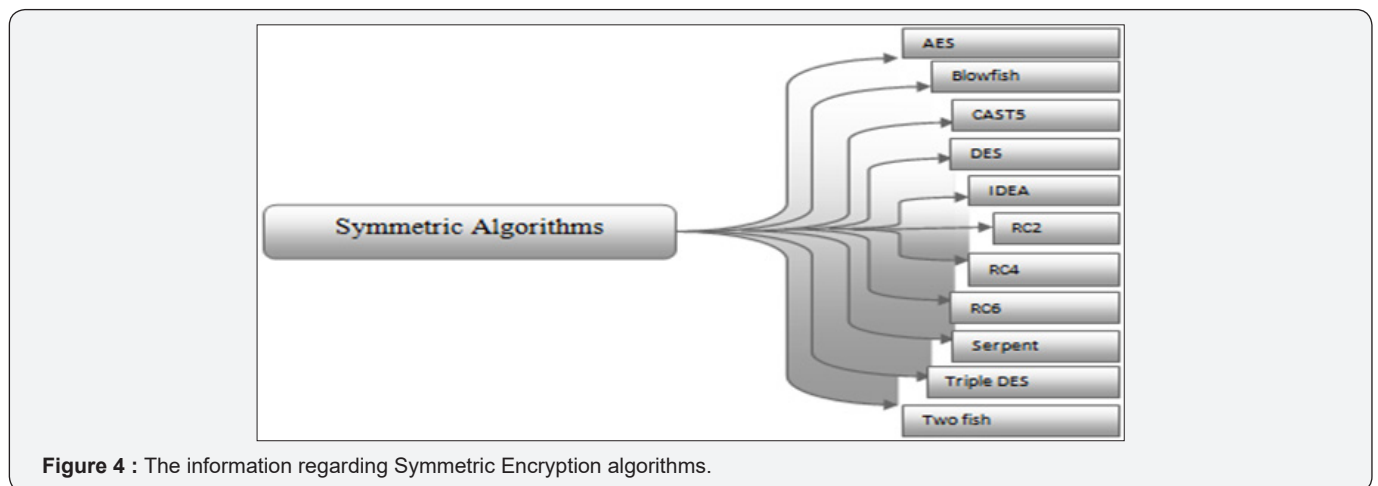 AES
Blowfish
CAST5
DES
IDEA
Symmetric Algorithms
RC2
RC4
RC6
Serpent
Triple DES
Two fish
Figure 4 : The information regarding Symmetric Encryption algorithms.